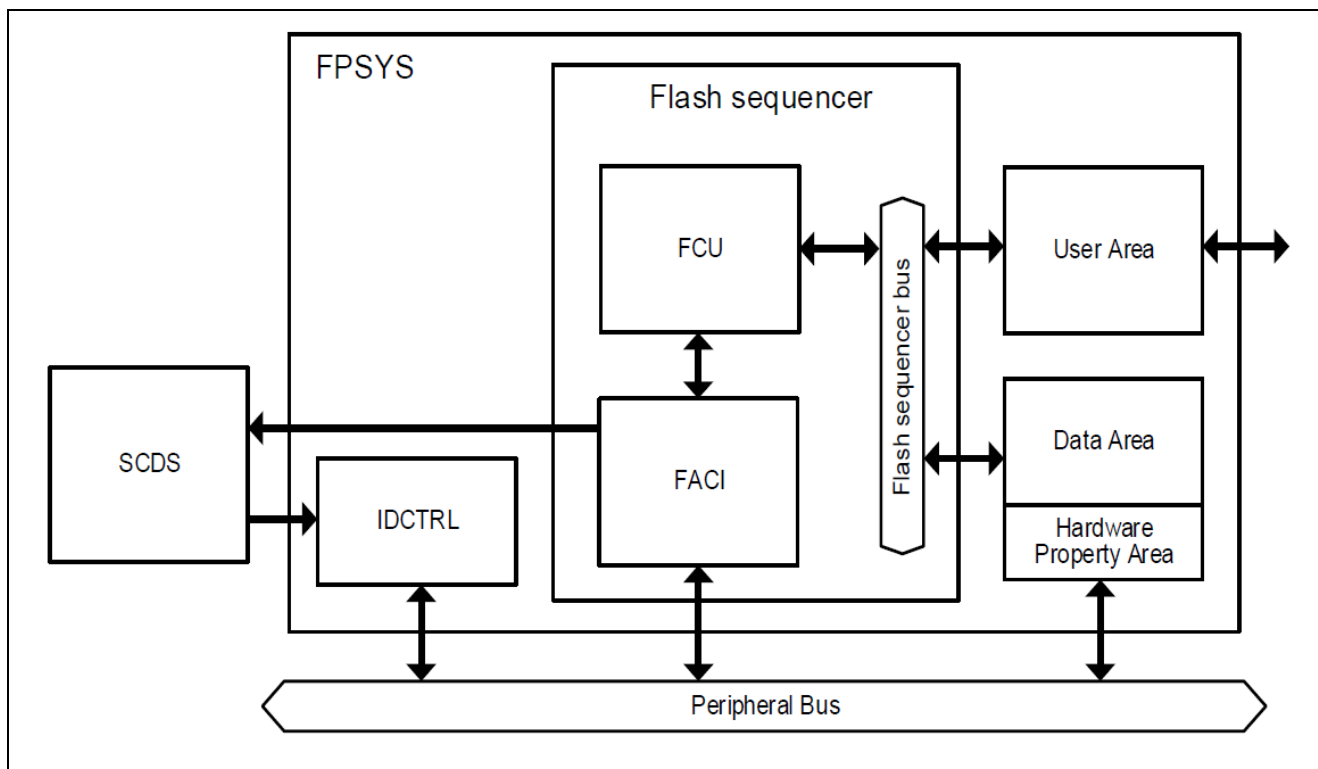 FPSYS
Flash sequencer
FCU
Flash sequencer bus
User Area
SCDS
IDCTRL
FACI
Data Area
Hardware
Property Area
Peripheral Bus